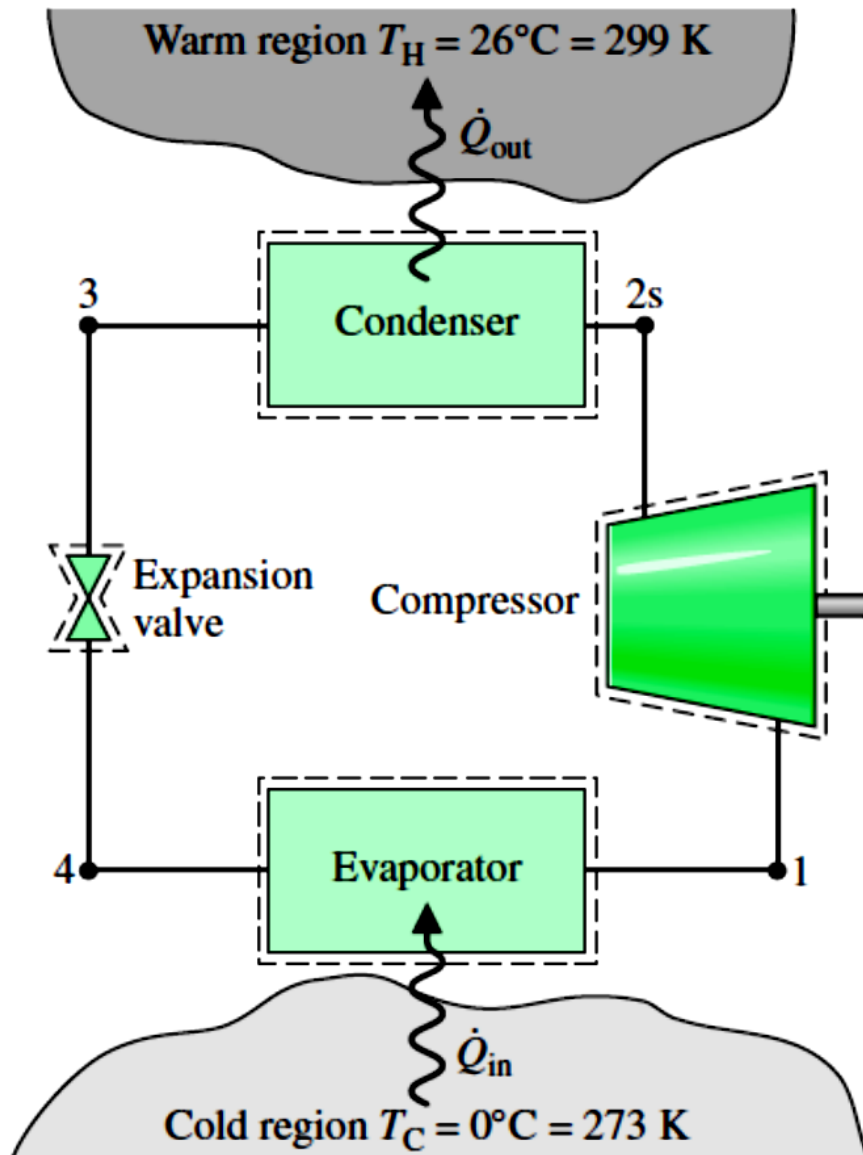 Warm region T_H = 26°C = 299 K
Q̇_out
3
2s
Condenser
Expansion
valve
Compressor
4
Evaporator
1
Q̇_in
Cold region T_C = 0°C = 273 K